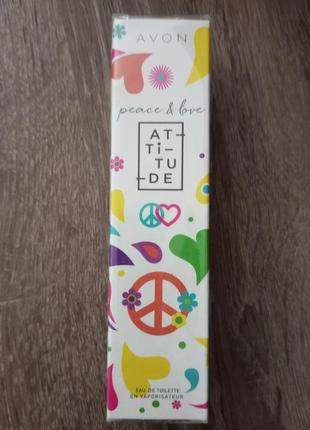 AVON
peace & love
AT-
TI-
TU-
DE
EAU DE TOILETTE
EN VAPORISATEUR